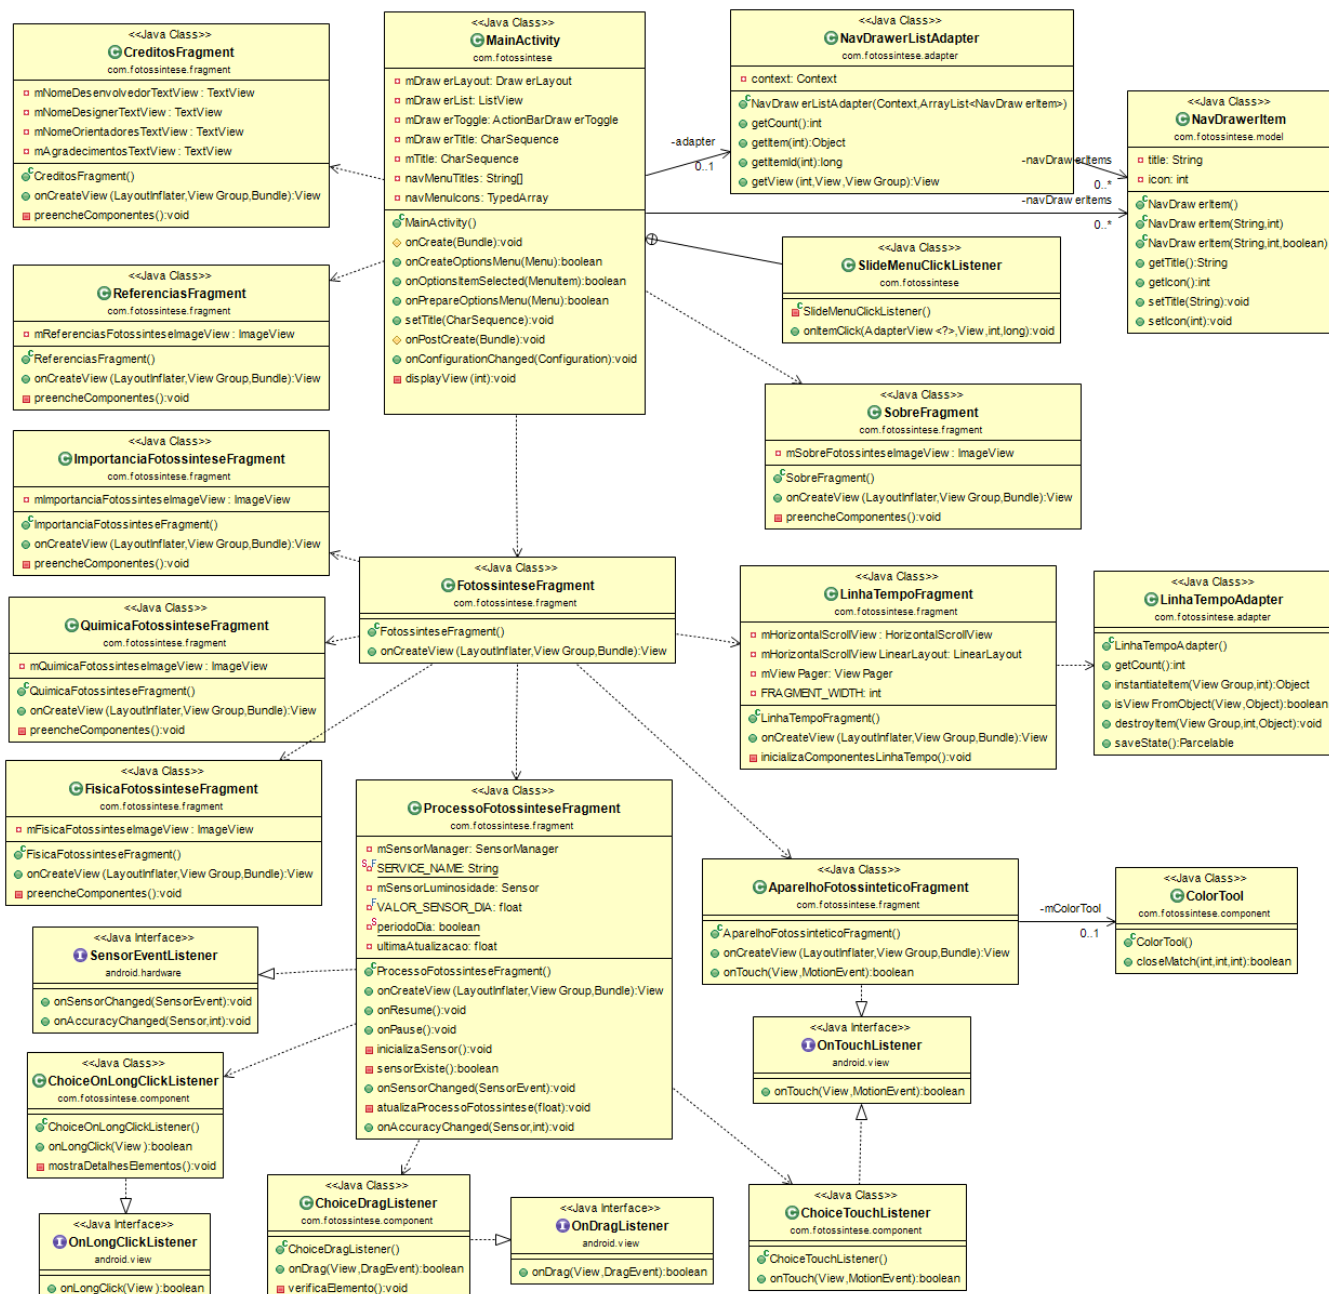 <<Java Class>>
CreditosFragment
com.fotossintese.fragment
mNomeDesenvolvedorTextView : TextView
mNomeDesignerTextView : TextView
mNomeOrientadoresTextView : TextView
mAgradecimentosTextView : TextView
CreditosFragment()
onCreateView(LayoutInflater,ViewGroup,Bundle):View
preencheComponentes():void
<<Java Class>>
MainActivity
com.fotossintese
mDrawerLayout: DrawerLayout
mDrawerList: ListView
mDrawerToggle: ActionBarDrawerToggle
mDrawerTitle: CharSequence
mTitle: CharSequence
navMenuTitles: String[]
navMenuIcons: TypedArray
MainActivity()
onCreate(Bundle):void
onCreateOptionsMenu(Menu):boolean
onOptionsItemSelected(MenuItem):boolean
onPrepareOptionsMenu(Menu):boolean
setTitle(CharSequence):void
onPostCreate(Bundle):void
onConfigurationChanged(Configuration):void
displayView(int):void
<<Java Class>>
NavDrawerListAdapter
com.fotossintese.adapter
context: Context
NavDrawerListAdapter(Context,ArrayList<NavDrawerItem>)
getCount():int
getItem(int):Object
getItemId(int):long
getView(int,View,ViewGroup):View
-adapter
0..1
-navDrawerItems
0..*
-navDrawerItems
0..*
<<Java Class>>
NavDrawerItem
com.fotossintese.model
title: String
icon: int
NavDrawerItem()
NavDrawerItem(String,int)
NavDrawerItem(String,int,boolean)
getTitle():String
getIcon():int
setTitle(String):void
setIcon(int):void
<<Java Class>>
SlideMenuClickListener
com.fotossintese
SlideMenuClickListener()
onItemClick(AdapterView<?>,View,int,long):void
<<Java Class>>
ReferenciasFragment
com.fotossintese.fragment
mReferenciasFotossinteseImageView : ImageView
ReferenciasFragment()
onCreateView(LayoutInflater,ViewGroup,Bundle):View
preencheComponentes():void
<<Java Class>>
SobreFragment
com.fotossintese.fragment
mSobreFotossinteseImageView : ImageView
SobreFragment()
onCreateView(LayoutInflater,ViewGroup,Bundle):View
preencheComponentes():void
<<Java Class>>
ImportanciaFotossinteseFragment
com.fotossintese.fragment
mImportanciaFotossinteseImageView : ImageView
ImportanciaFotossinteseFragment()
onCreateView(LayoutInflater,ViewGroup,Bundle):View
preencheComponentes():void
<<Java Class>>
FotossinteseFragment
com.fotossintese.fragment
FotossinteseFragment()
onCreateView(LayoutInflater,ViewGroup,Bundle):View
<<Java Class>>
LinhaTempoFragment
com.fotossintese.fragment
mHorizontalScrollView : HorizontalScrollView
mHorizontalScrollViewLinearLayout: LinearLayout
mViewPager: ViewPager
FRAGMENT_WIDTH: int
LinhaTempoFragment()
onCreateView(LayoutInflater,ViewGroup,Bundle):View
inicializaComponentesLinhaTempo():void
<<Java Class>>
LinhaTempoAdapter
com.fotossintese.adapter
LinhaTempoAdapter()
getCount():int
instantiateItem(ViewGroup,int):Object
isViewFromObject(View,Object):boolean
destroyItem(ViewGroup,int,Object):void
saveState():Parcelable
<<Java Class>>
QuimicaFotossinteseFragment
com.fotossintese.fragment
mQuimicaFotossinteseImageView : ImageView
QuimicaFotossinteseFragment()
onCreateView(LayoutInflater,ViewGroup,Bundle):View
preencheComponentes():void
<<Java Class>>
FisicaFotossinteseFragment
com.fotossintese.fragment
mFisicaFotossinteseImageView : ImageView
FisicaFotossinteseFragment()
onCreateView(LayoutInflater,ViewGroup,Bundle):View
preencheComponentes():void
<<Java Class>>
ProcessoFotossinteseFragment
com.fotossintese.fragment
mSensorManager: SensorManager
SERVICE_NAME: String
mSensorLuminosidade: Sensor
VALOR_SENSOR_DIA: float
periodoDia: boolean
ultimaAtualizacao: float
ProcessoFotossinteseFragment()
onCreateView(LayoutInflater,ViewGroup,Bundle):View
onResume():void
onPause():void
inicializaSensor():void
sensorExiste():boolean
onSensorChanged(SensorEvent):void
atualizaProcessoFotossintese(float):void
onAccuracyChanged(Sensor,int):void
<<Java Class>>
AparelhoFotossinteticoFragment
com.fotossintese.fragment
AparelhoFotossinteticoFragment()
onCreateView(LayoutInflater,ViewGroup,Bundle):View
onTouch(View,MotionEvent):boolean
-mColorTool
0..1
<<Java Class>>
ColorTool
com.fotossintese.component
ColorTool()
closeMatch(int,int,int):boolean
<<Java Interface>>
SensorEventListener
android.hardware
onSensorChanged(SensorEvent):void
onAccuracyChanged(Sensor,int):void
<<Java Interface>>
OnTouchListener
android.view
onTouch(View,MotionEvent):boolean
<<Java Class>>
ChoiceOnLongClickListener
com.fotossintese.component
ChoiceOnLongClickListener()
onLongClick(View):boolean
mostraDetalhesElementos():void
<<Java Interface>>
OnLongClickListener
android.view
onLongClick(View):boolean
<<Java Class>>
ChoiceDragListener
com.fotossintese.component
ChoiceDragListener()
onDrag(View,DragEvent):boolean
verificaElemento():void
<<Java Interface>>
OnDragListener
android.view
onDrag(View,DragEvent):boolean
<<Java Class>>
ChoiceTouchListener
com.fotossintese.component
ChoiceTouchListener()
onTouch(View,MotionEvent):boolean